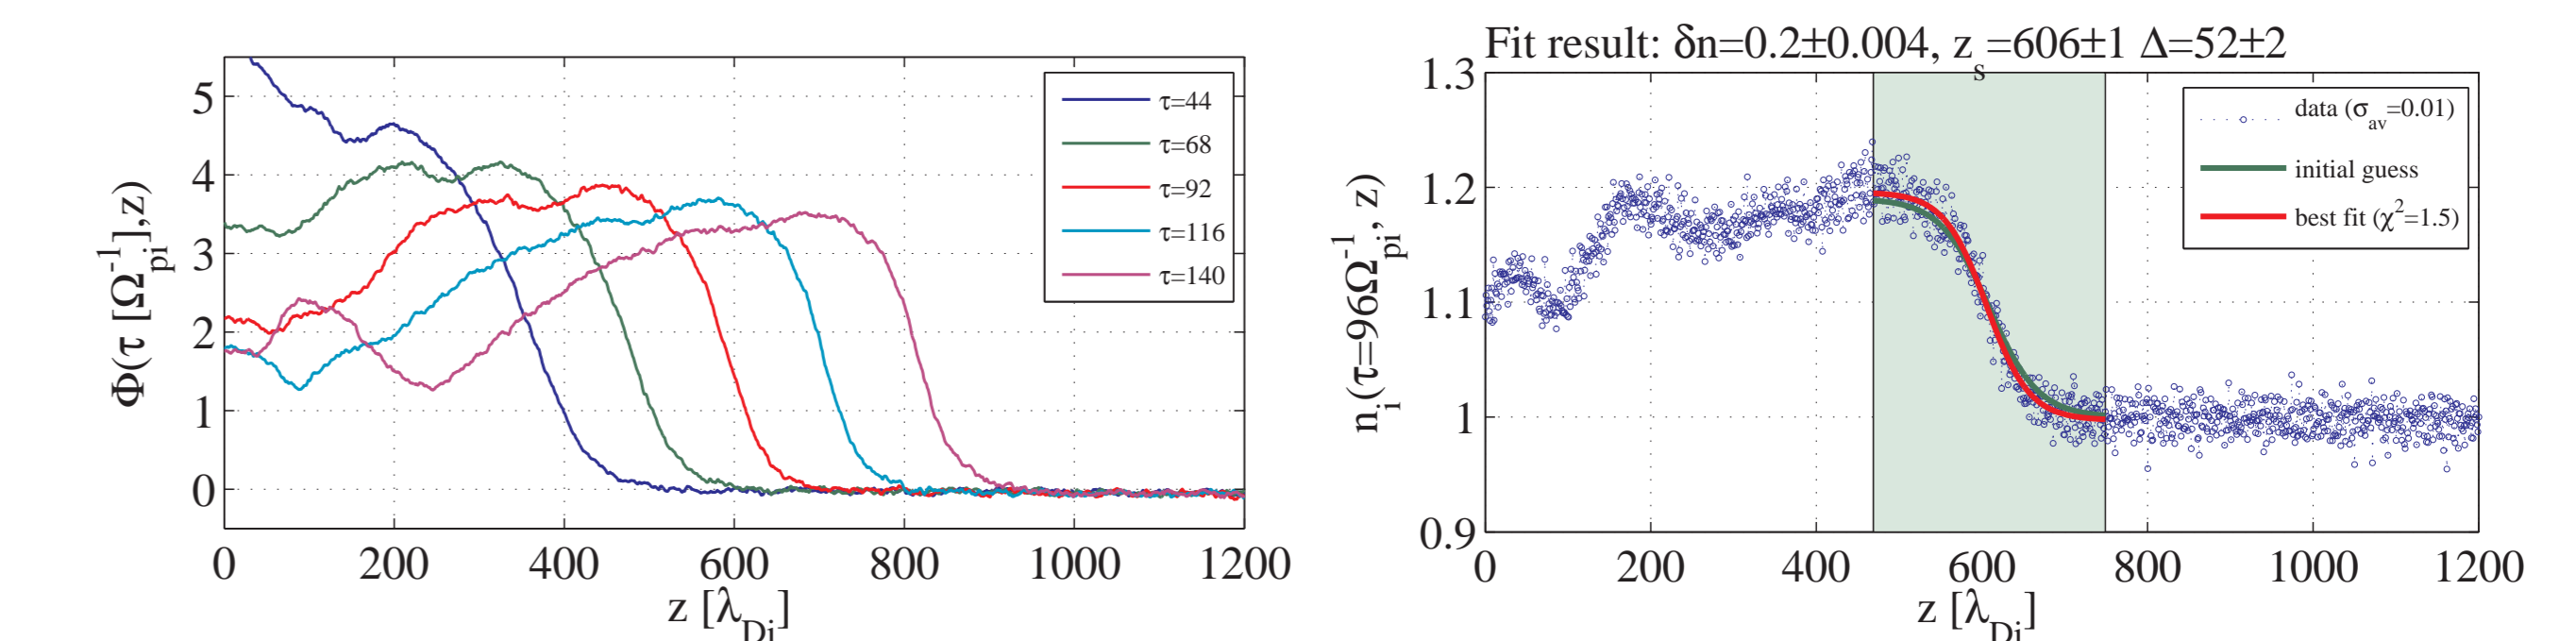 Φ(τ [Ω_pi^-1],z)
5
4
3
2
1
0
0 200 400 600 800 1000 1200
z [λ_Di]
τ=44
τ=68
τ=92
τ=116
τ=140
Fit result: δn=0.2±0.004, z_s=606±1 Δ=52±2
n_i(τ=96Ω_pi^-1, z)
1.3
1.2
1.1
1
0.9
0 200 400 600 800 1000 1200
z [λ_Di]
data (σ_av=0.01)
initial guess
best fit (χ^2=1.5)